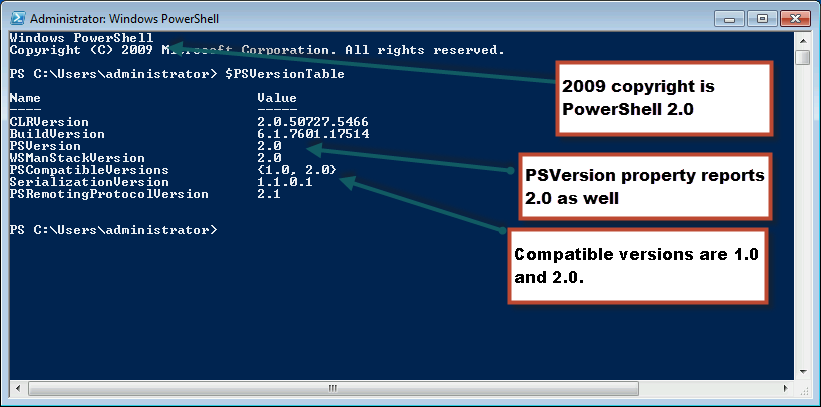 Administrator: Windows PowerShell
Windows PowerShell
Copyright (C) 2009 Microsoft Corporation. All rights reserved.
PS C:\Users\administrator> $PSVersionTable
Name Value
---- -----
CLRVersion 2.0.50727.5466
BuildVersion 6.1.7601.17514
PSVersion 2.0
WSManStackVersion 2.0
PSCompatibleVersions {1.0, 2.0}
SerializationVersion 1.1.0.1
PSRemotingProtocolVersion 2.1
PS C:\Users\administrator>
2009 copyright is
PowerShell 2.0
PSVersion property reports
2.0 as well
Compatible versions are 1.0
and 2.0.